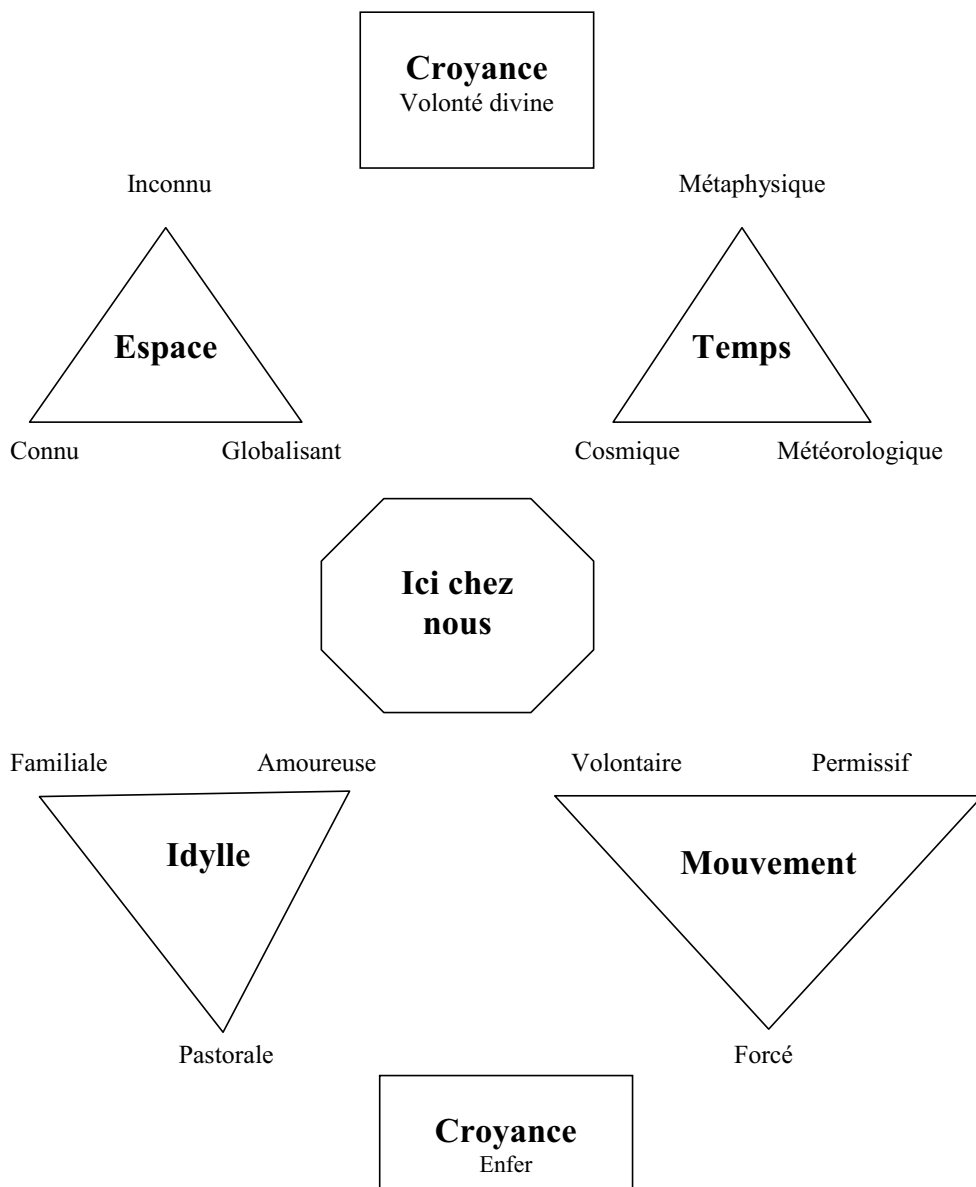 Croyance
Volonté divine
Inconnu
Métaphysique
Espace
Temps
Connu
Globalisant
Cosmique
Météorologique
Ici chez
nous
Familiale
Amoureuse
Volontaire
Permissif
Idylle
Mouvement
Pastorale
Forcé
Croyance
Enfer